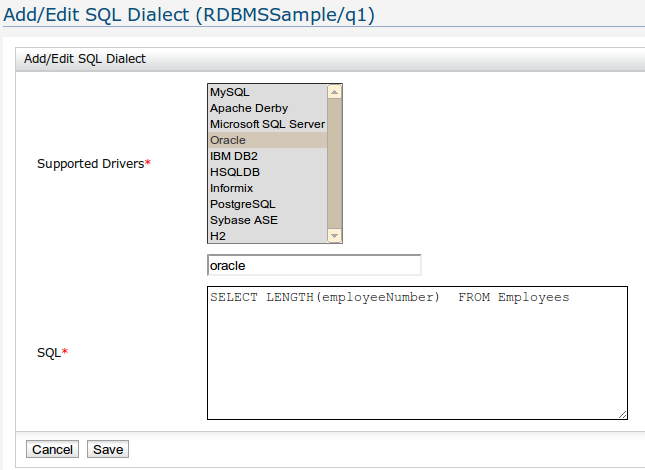 Add/Edit SQL Dialect (RDBMSSample/q1)
Add/Edit SQL Dialect
MySQL
Apache Derby
Microsoft SQL Server
Oracle
IBM DB2
HSQLDB
Informix
PostgreSQL
Sybase ASE
H2
Supported Drivers*
oracle
SELECT LENGTH(employeeNumber)  FROM Employees
SQL*
Cancel Save